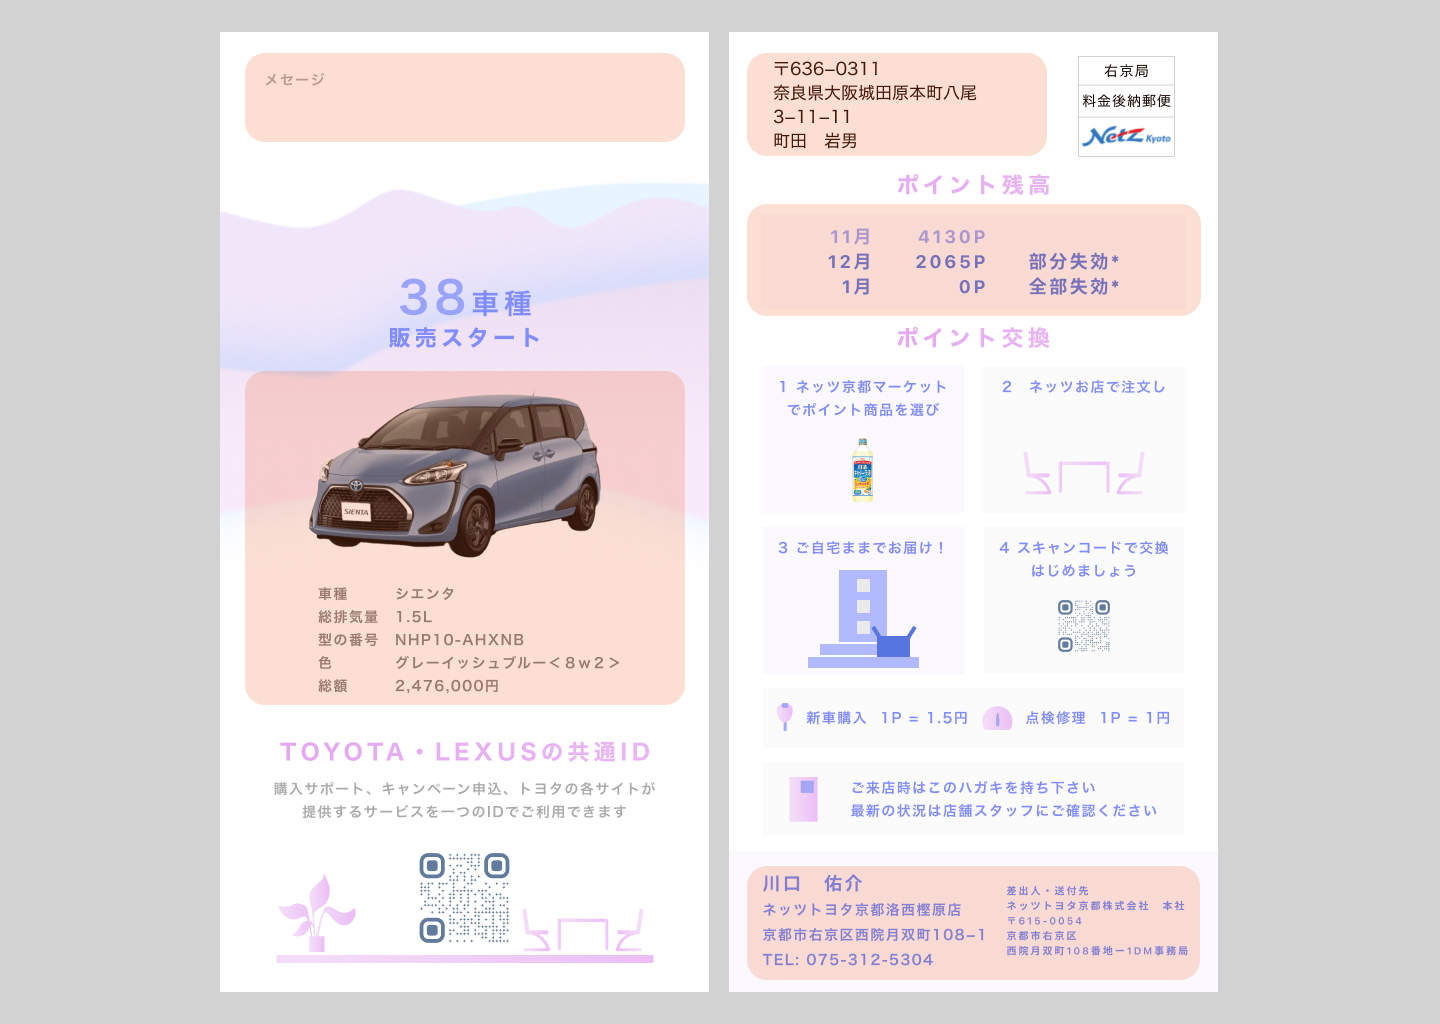 メセージ
38車種
販売スタート
SIENTA
車種 シエンタ
総排気量 1.5L
型の番号 NHP10-AHXNB
色 グレーイッシュブルー＜８ｗ２＞
総額 2,476,000円
TOYOTA・LEXUSの共通ID
購入サポート、キャンペーン申込、トヨタの各サイトが
提供するサービスを一つのIDでご利用できます
〒636–0311
奈良県大阪城田原本町八尾
3–11–11
町田　岩男
右京局
料金後納郵便
Netz Kyoto
ポイント残高
11月 4130P
12月 2065P 部分失効*
1月 0P 全部失効*
ポイント交換
1 ネッツ京都マーケット
でポイント商品を選び
2　ネッツお店で注文し
3 ご自宅ままでお届け！
4 スキャンコードで交換
はじめましょう
新車購入 1P = 1.5円
点検修理 1P = 1円
ご来店時はこのハガキを持ち下さい
最新の状況は店舗スタッフにご確認ください
川口　佑介
ネッツトヨタ京都洛西樫原店
京都市右京区西院月双町108–1
TEL: 075-312-5304
差出人・送付先
ネッツトヨタ京都株式会社　本社
〒615-0054
京都市右京区
西院月双町108番地ー1DM事務局